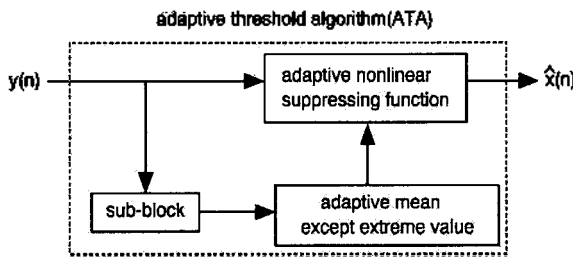 adaptive threshold algorithm(ATA)
y(n)
adaptive nonlinear
suppressing function
x̂(n)
sub-block
adaptive mean
except extreme value